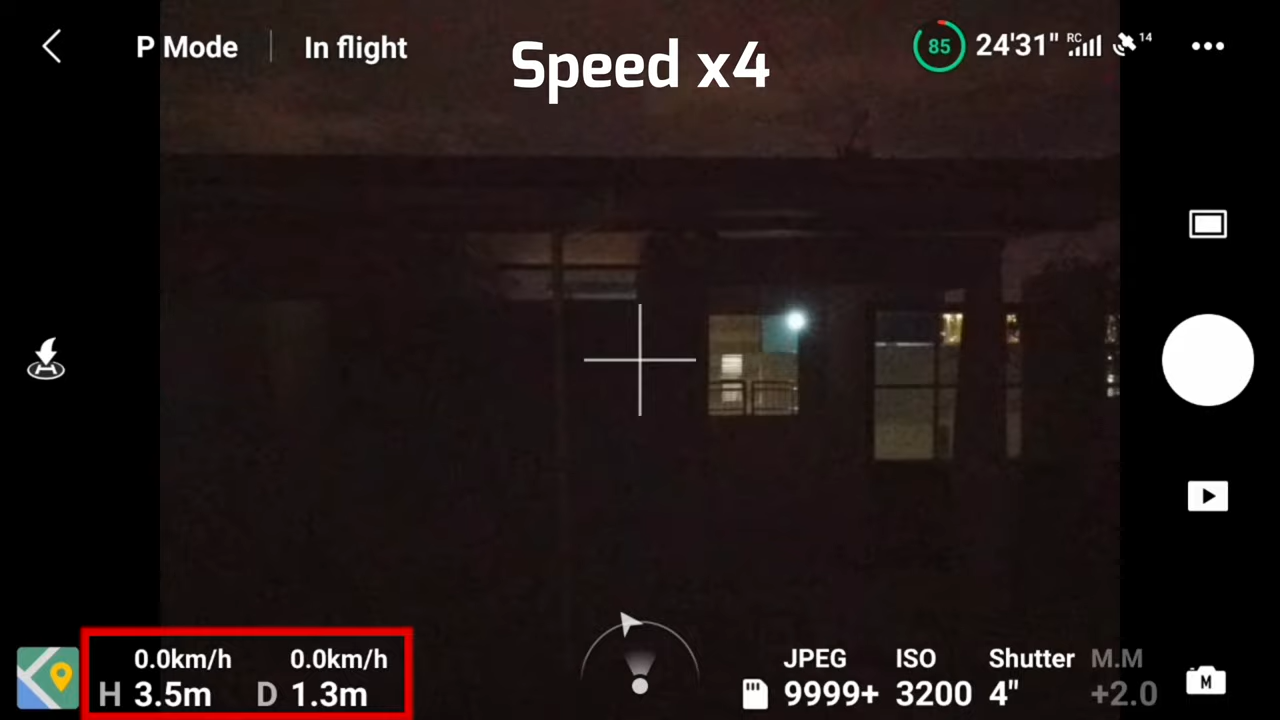 P Mode
In flight
Speed x4
85
24'31"
RC
14
0.0km/h 0.0km/h
H 3.5m D 1.3m
JPEG ISO Shutter M.M
9999+ 3200 4" +2.0
M